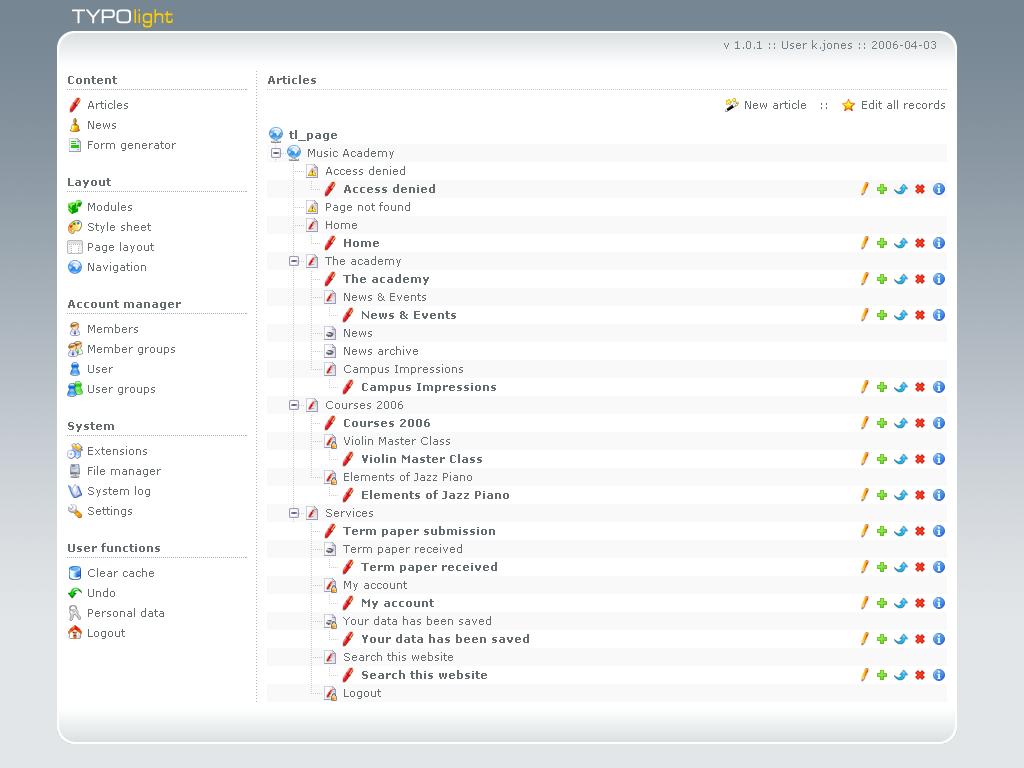 TYPOlight
v 1.0.1 :: User k.jones :: 2006-04-03
Content
Articles
News
Form generator
Layout
Modules
Style sheet
Page layout
Navigation
Account manager
Members
Member groups
User
User groups
System
Extensions
File manager
System log
Settings
User functions
Clear cache
Undo
Personal data
Logout
Articles
New article :: Edit all records
tl_page
Music Academy
Access denied
Access denied
Page not found
Home
Home
The academy
The academy
News & Events
News & Events
News
News archive
Campus Impressions
Campus Impressions
Courses 2006
Courses 2006
Violin Master Class
Violin Master Class
Elements of Jazz Piano
Elements of Jazz Piano
Services
Term paper submission
Term paper received
Term paper received
My account
My account
Your data has been saved
Your data has been saved
Search this website
Search this website
Logout